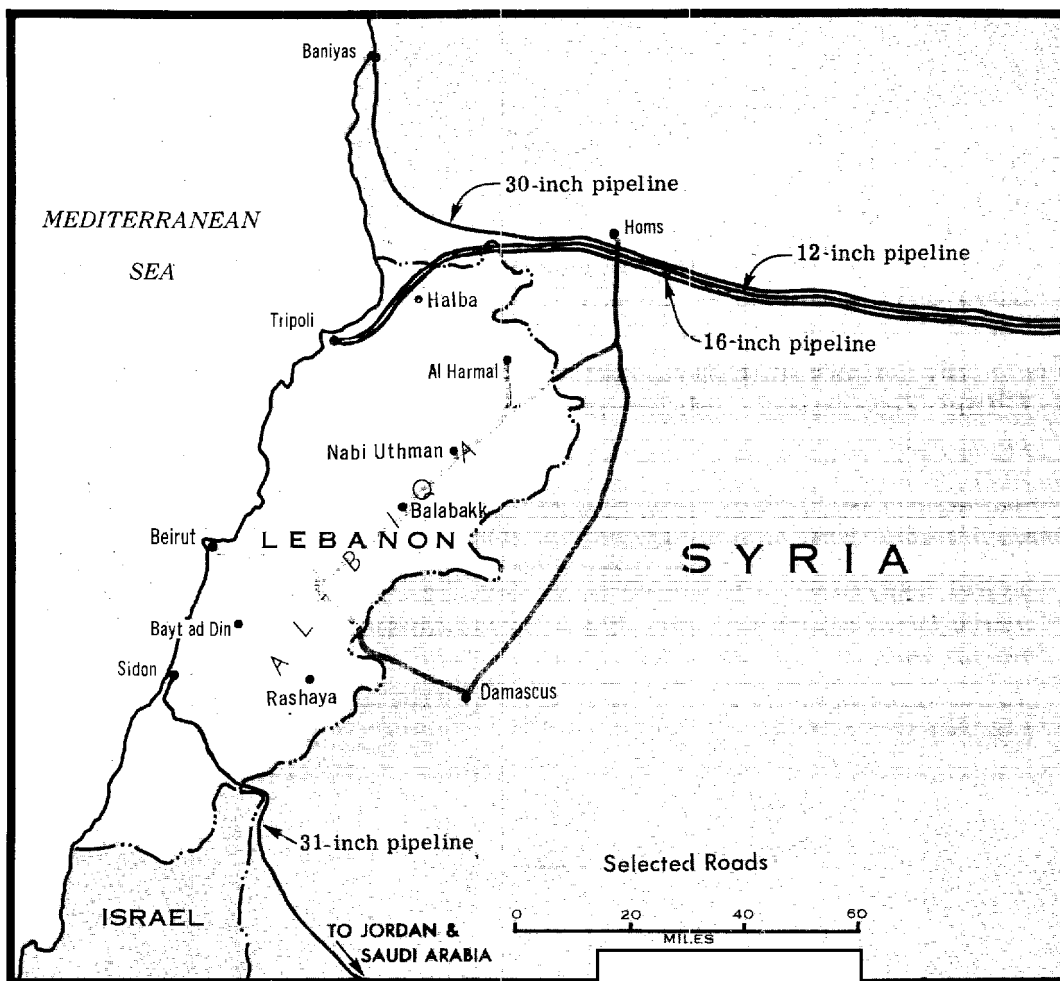 Baniyas
30-inch pipeline
MEDITERRANEAN
SEA
Homs
12-inch pipeline
Halba
Tripoli
16-inch pipeline
Al Harmal
Nabi Uthman
AL BIQA
Balabakk
Beirut
LEBANON
SYRIA
Bayt ad Din
Sidon
Rashaya
Damascus
31-inch pipeline
Selected Roads
ISRAEL
0 20 40 60
MILES
TO JORDAN &
SAUDI ARABIA